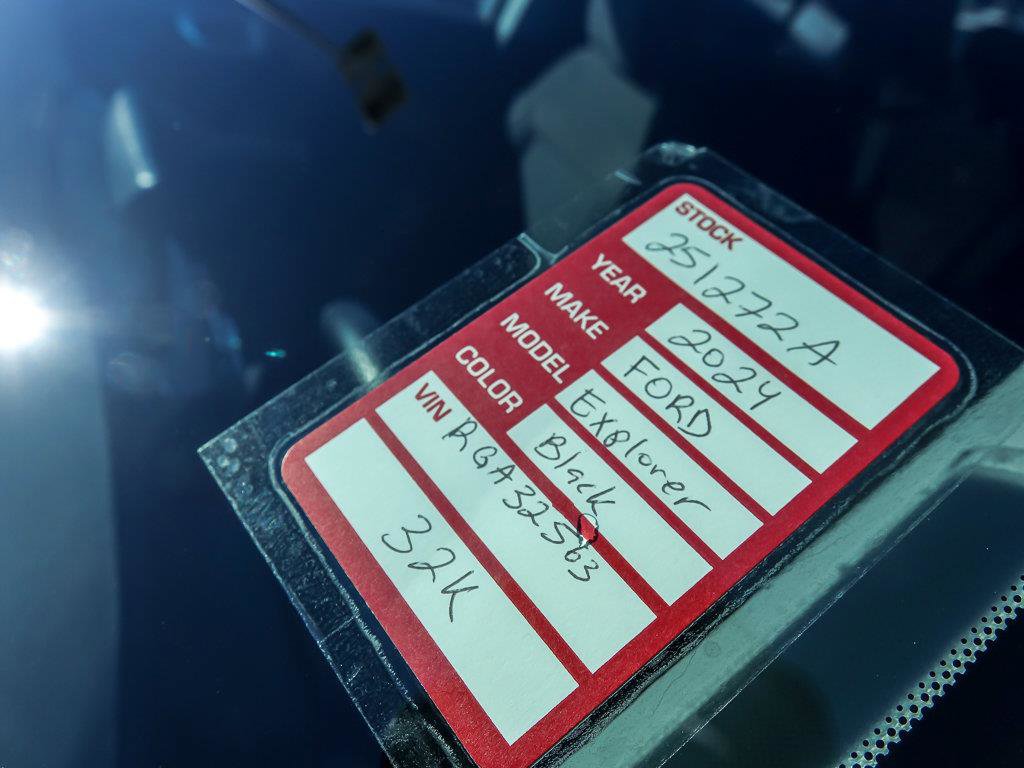 STOCK
251272A
YEAR 2024
MAKE FORD
MODEL Explorer
COLOR Black
VIN RGA32563
32K